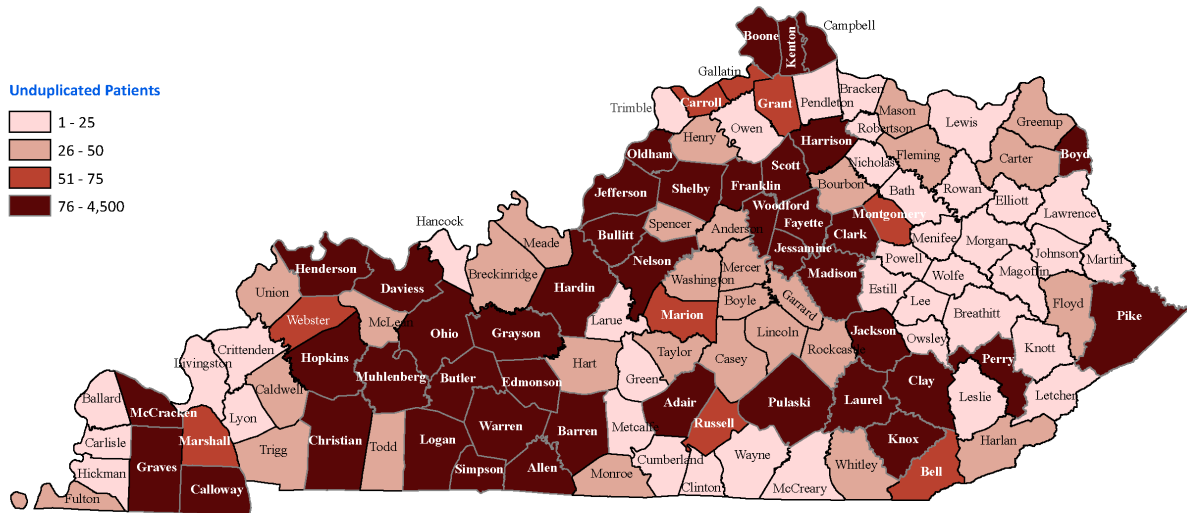 Unduplicated Patients
1 - 25
26 - 50
51 - 75
76 - 4,500
Boone
Kenton
Campbell
Gallatin
Trimble
Carroll
Grant
Pendleton
Bracken
Mason
Robertson
Lewis
Greenup
Owen
Henry
Harrison
Oldham
Nicholas
Fleming
Carter
Boyd
Scott
Jefferson
Shelby
Franklin
Bourbon
Bath
Rowan
Elliott
Lawrence
Woodford
Fayette
Montgomery
Spencer
Anderson
Clark
Menifee
Morgan
Johnson
Martin
Hancock
Meade
Bullitt
Nelson
Jessamine
Powell
Magoffin
Henderson
Breckinridge
Hardin
Washington
Mercer
Madison
Estill
Wolfe
Union
Daviess
Garrard
Lee
Floyd
Pike
Webster
McLean
Ohio
Grayson
Larue
Marion
Boyle
Lincoln
Rockcastle
Jackson
Owsley
Breathitt
Knott
Crittenden
Livingston
Hopkins
Muhlenberg
Butler
Edmonson
Hart
Green
Taylor
Casey
Perry
Caldwell
Clay
Leslie
Letcher
Ballard
McCracken
Lyon
Adair
Pulaski
Laurel
Carlisle
Marshall
Christian
Todd
Logan
Warren
Barren
Metcalfe
Russell
Knox
Harlan
Hickman
Graves
Trigg
Simpson
Allen
Monroe
Cumberland
Wayne
Whitley
Bell
Fulton
Calloway
Clinton
McCreary